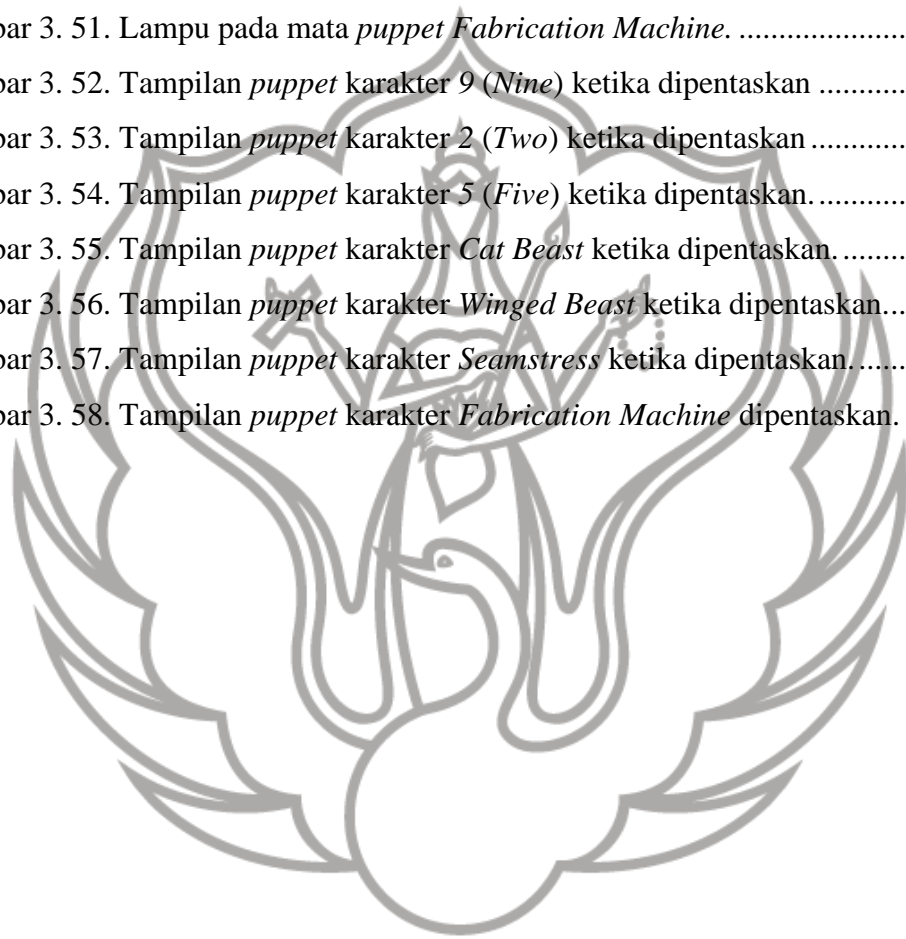 bar 3. 51. Lampu pada mata puppet Fabrication Machine. .....................
bar 3. 52. Tampilan puppet karakter 9 (Nine) ketika dipentaskan ...........
bar 3. 53. Tampilan puppet karakter 2 (Two) ketika dipentaskan ............
bar 3. 54. Tampilan puppet karakter 5 (Five) ketika dipentaskan. ...........
bar 3. 55. Tampilan puppet karakter Cat Beast ketika dipentaskan. ........
bar 3. 56. Tampilan puppet karakter Winged Beast ketika dipentaskan...
bar 3. 57. Tampilan puppet karakter Seamstress ketika dipentaskan. ......
bar 3. 58. Tampilan puppet karakter Fabrication Machine dipentaskan.